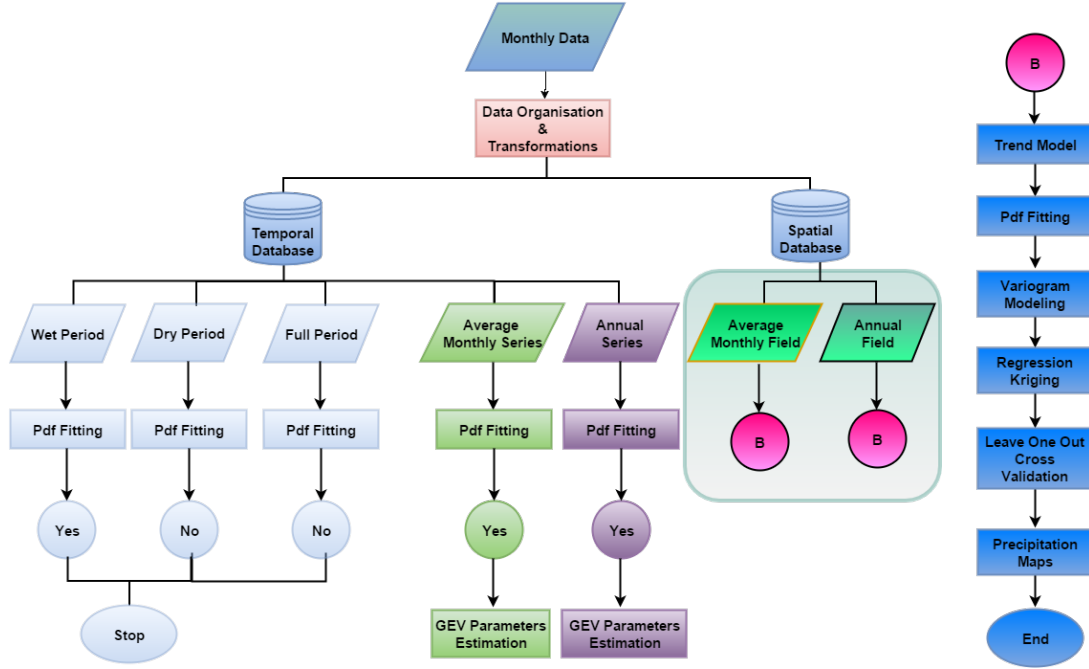 Monthly Data
Data Organisation
&
Transformations
Temporal
Database
Spatial
Database
Wet Period
Dry Period
Full Period
Average
Monthly Series
Annual
Series
Average
Monthly Field
Annual
Field
Pdf Fitting
Pdf Fitting
Pdf Fitting
Pdf Fitting
Pdf Fitting
B
B
Yes
No
No
Yes
Yes
Stop
GEV Parameters
Estimation
GEV Parameters
Estimation
B
Trend Model
Pdf Fitting
Variogram
Modeling
Regression
Kriging
Leave One Out
Cross
Validation
Precipitation
Maps
End